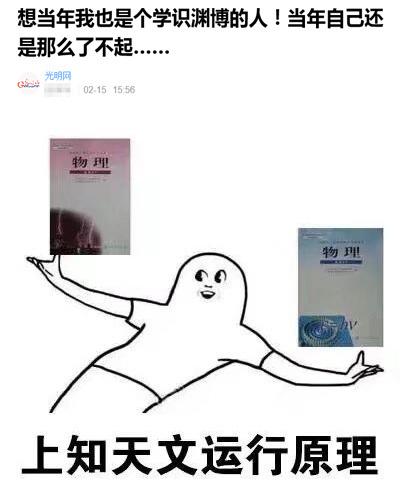 想当年我也是个学识渊博的人！当年自己还
是那么了不起......
光明网
02-15 15:56
物理
物理
hν
上知天文运行原理